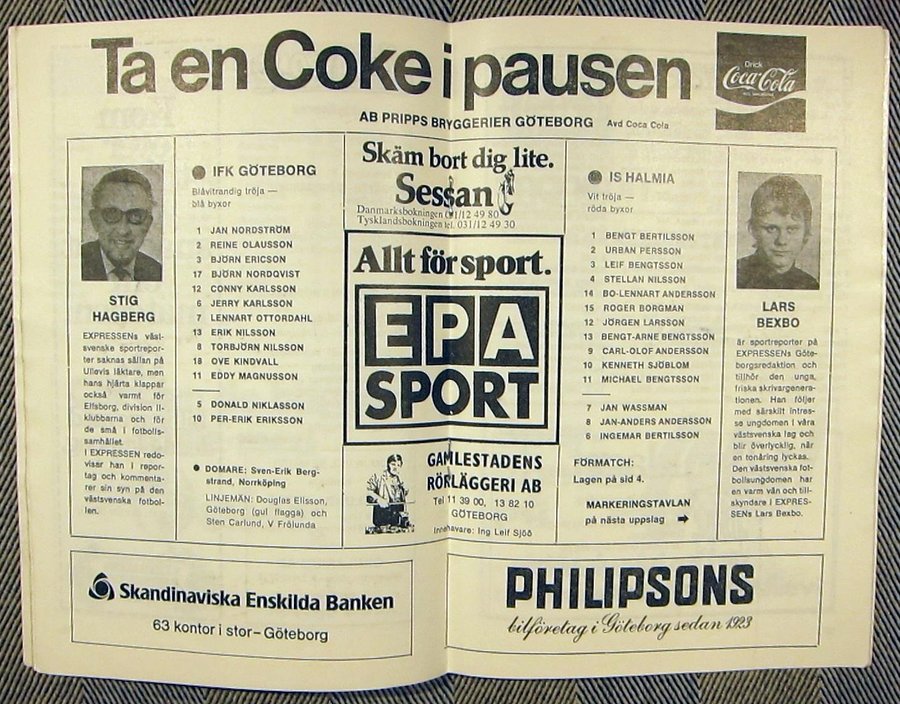 Ta en Coke i pausen
Drick
Coca-Cola
AB PRIPPS BRYGGERIER GÖTEBORG Avd Coca Cola
STIG
HAGBERG
EXPRESSENs väst-
svenske sportrepor-
ter saknas sällan på
Ullevis läktare, men
hans hjärta klappar
också varmt för
Elfsborg, division II-
klubbarna och för
de små i fotbolls-
samhället.
I EXPRESSEN redo-
visar han i repor-
tag och kommenta-
rer sin syn på den
västsvenska fotbol-
len.
IFK GÖTEBORG
Blåvitrandig tröja —
blå byxor
1 JAN NORDSTRÖM
2 REINE OLAUSSON
3 BJÖRN ERICSON
17 BJÖRN NORDQVIST
12 CONNY KARLSSON
6 JERRY KARLSSON
7 LENNART OTTORDAHL
13 ERIK NILSSON
8 TORBJÖRN NILSSON
18 OVE KINDVALL
11 EDDY MAGNUSSON
5 DONALD NIKLASSON
10 PER-ERIK ERIKSSON
DOMARE: Sven-Erik Berg-
strand, Norrköping
LINJEMÄN: Douglas Elisson,
Göteborg (gul flagga) och
Sten Carlund, V Frölunda
Skäm bort dig lite.
Sessan
Danmarksbokningen 031/12 49 80
Tysklandsbokningen tel. 031/12 49 30
Allt för sport.
EPA
SPORT
GAMLESTADENS
RÖRLÄGGERI AB
Tel 11 39 00, 13 82 10
GÖTEBORG
Innehavare: Ing Leif Sjöö
IS HALMIA
Vit tröja —
röda byxor
1 BENGT BERTILSSON
2 URBAN PERSSON
3 LEIF BENGTSSON
4 STELLAN NILSSON
14 BO-LENNART ANDERSSON
15 ROGER BORGMAN
12 JÖRGEN LARSSON
13 BENGT-ARNE BENGTSSON
9 CARL-OLOF ANDERSSON
10 KENNETH SJÖBLOM
11 MICHAEL BENGTSSON
7 JAN WASSMAN
8 JAN-ANDERS ANDERSSON
6 INGEMAR BERTILSSON
FÖRMATCH:
Lagen på sid 4.
MARKERINGSTAVLAN
på nästa uppslag
LARS
BEXBO
är sportreporter på
EXPRESSENs Göte-
borgsredaktion och
tillhör den unga,
friska skrivargenera-
tionen. Han följer
med särskilt intres-
se ungdomen i våra
västsvenska lag och
blir överlycklig, när
en tonåring lyckas.
Den västsvenska fot-
bollsungdomen har
en varm vän och till-
skyndare i EXPRES-
SENs Lars Bexbo.
Skandinaviska Enskilda Banken
63 kontor i stor-Göteborg
PHILIPSONS
bilföretag i Göteborg sedan 1923